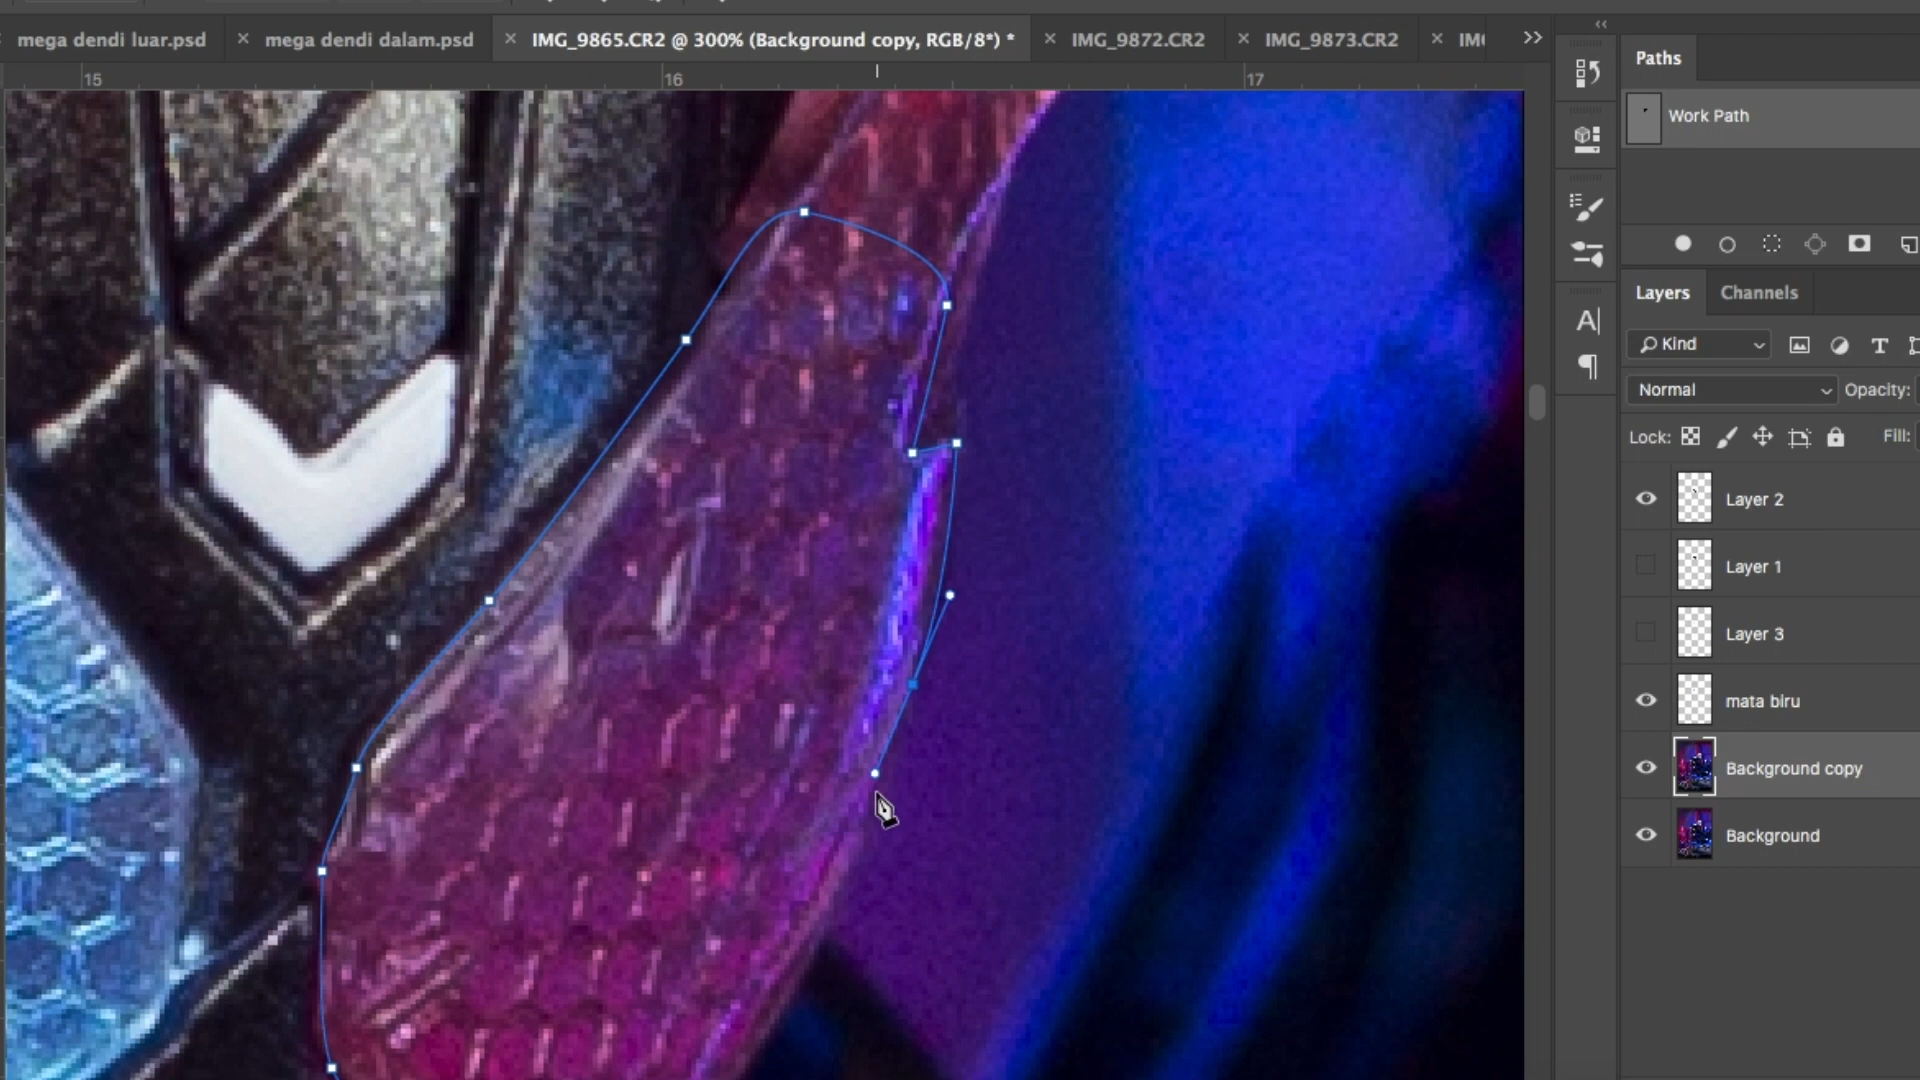 mega dendi luar.psd
× mega dendi dalam.psd
× IMG_9865.CR2 @ 300% (Background copy, RGB/8*) *
× IMG_9872.CR2
× IMG_9873.CR2
×
15 16 17
Paths
Work Path
Layers Channels
Kind
Normal Opacity:
Lock: Fill:
Layer 2
Layer 1
Layer 3
mata biru
Background copy
Background